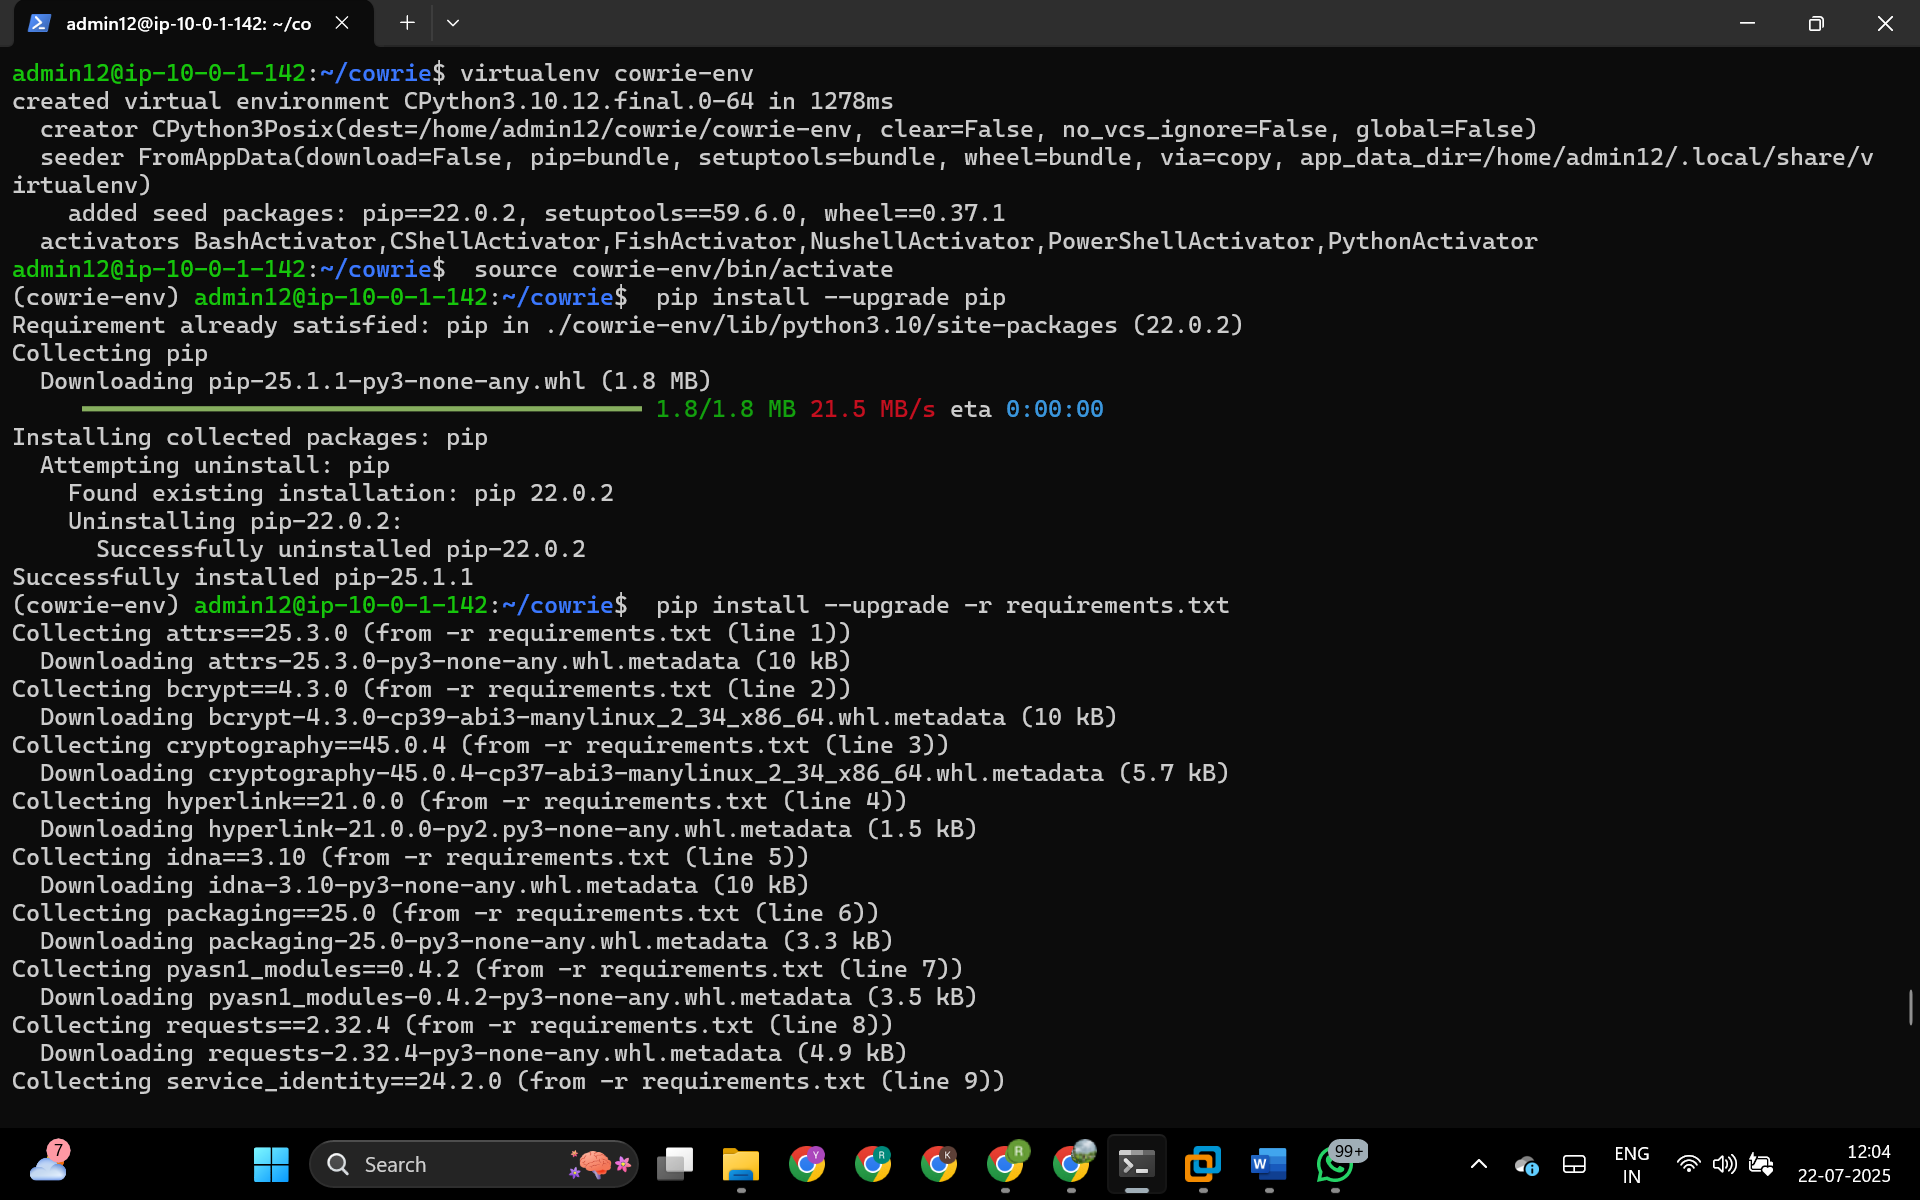 admin12@ip-10-0-1-142: ~/co
admin12@ip-10-0-1-142:~/cowrie$ virtualenv cowrie-env
created virtual environment CPython3.10.12.final.0-64 in 1278ms
  creator CPython3Posix(dest=/home/admin12/cowrie/cowrie-env, clear=False, no_vcs_ignore=False, global=False)
  seeder FromAppData(download=False, pip=bundle, setuptools=bundle, wheel=bundle, via=copy, app_data_dir=/home/admin12/.local/share/v
irtualenv)
    added seed packages: pip==22.0.2, setuptools==59.6.0, wheel==0.37.1
  activators BashActivator,CShellActivator,FishActivator,NushellActivator,PowerShellActivator,PythonActivator
admin12@ip-10-0-1-142:~/cowrie$  source cowrie-env/bin/activate
(cowrie-env) admin12@ip-10-0-1-142:~/cowrie$  pip install --upgrade pip
Requirement already satisfied: pip in ./cowrie-env/lib/python3.10/site-packages (22.0.2)
Collecting pip
  Downloading pip-25.1.1-py3-none-any.whl (1.8 MB)
1.8/1.8 MB 21.5 MB/s eta 0:00:00
Installing collected packages: pip
  Attempting uninstall: pip
    Found existing installation: pip 22.0.2
    Uninstalling pip-22.0.2:
      Successfully uninstalled pip-22.0.2
Successfully installed pip-25.1.1
(cowrie-env) admin12@ip-10-0-1-142:~/cowrie$  pip install --upgrade -r requirements.txt
Collecting attrs==25.3.0 (from -r requirements.txt (line 1))
  Downloading attrs-25.3.0-py3-none-any.whl.metadata (10 kB)
Collecting bcrypt==4.3.0 (from -r requirements.txt (line 2))
  Downloading bcrypt-4.3.0-cp39-abi3-manylinux_2_34_x86_64.whl.metadata (10 kB)
Collecting cryptography==45.0.4 (from -r requirements.txt (line 3))
  Downloading cryptography-45.0.4-cp37-abi3-manylinux_2_34_x86_64.whl.metadata (5.7 kB)
Collecting hyperlink==21.0.0 (from -r requirements.txt (line 4))
  Downloading hyperlink-21.0.0-py2.py3-none-any.whl.metadata (1.5 kB)
Collecting idna==3.10 (from -r requirements.txt (line 5))
  Downloading idna-3.10-py3-none-any.whl.metadata (10 kB)
Collecting packaging==25.0 (from -r requirements.txt (line 6))
  Downloading packaging-25.0-py3-none-any.whl.metadata (3.3 kB)
Collecting pyasn1_modules==0.4.2 (from -r requirements.txt (line 7))
  Downloading pyasn1_modules-0.4.2-py3-none-any.whl.metadata (3.5 kB)
Collecting requests==2.32.4 (from -r requirements.txt (line 8))
  Downloading requests-2.32.4-py3-none-any.whl.metadata (4.9 kB)
Collecting service_identity==24.2.0 (from -r requirements.txt (line 9))
7
Search
Y
R
K
R
W
99+
ENG
IN
12:04
22-07-2025